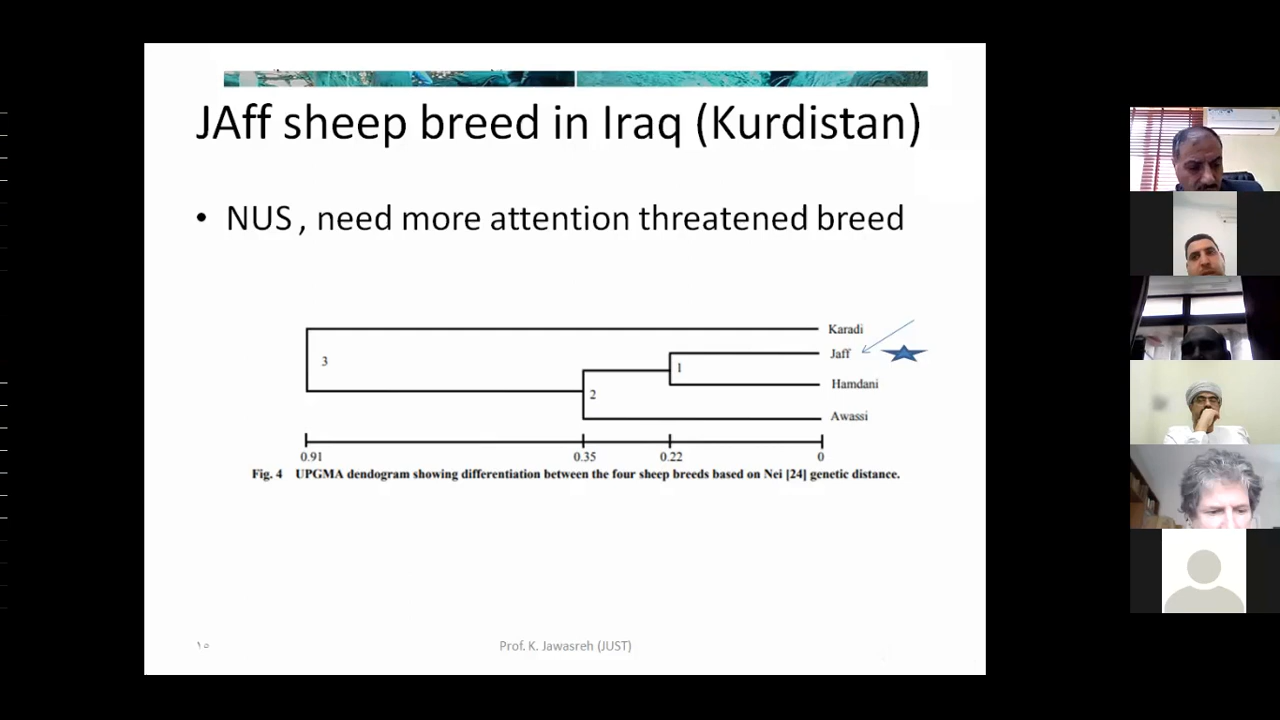 JAff sheep breed in Iraq (Kurdistan)
• NUS , need more attention threatened breed
Karadi
3
Jaff
1
Hamdani
2
Awassi
0.91 0.35 0.22 0
Fig. 4 UPGMA dendogram showing differentiation between the four sheep breeds based on Nei [24] genetic distance.
١٥ Prof. K. Jawasreh (JUST)